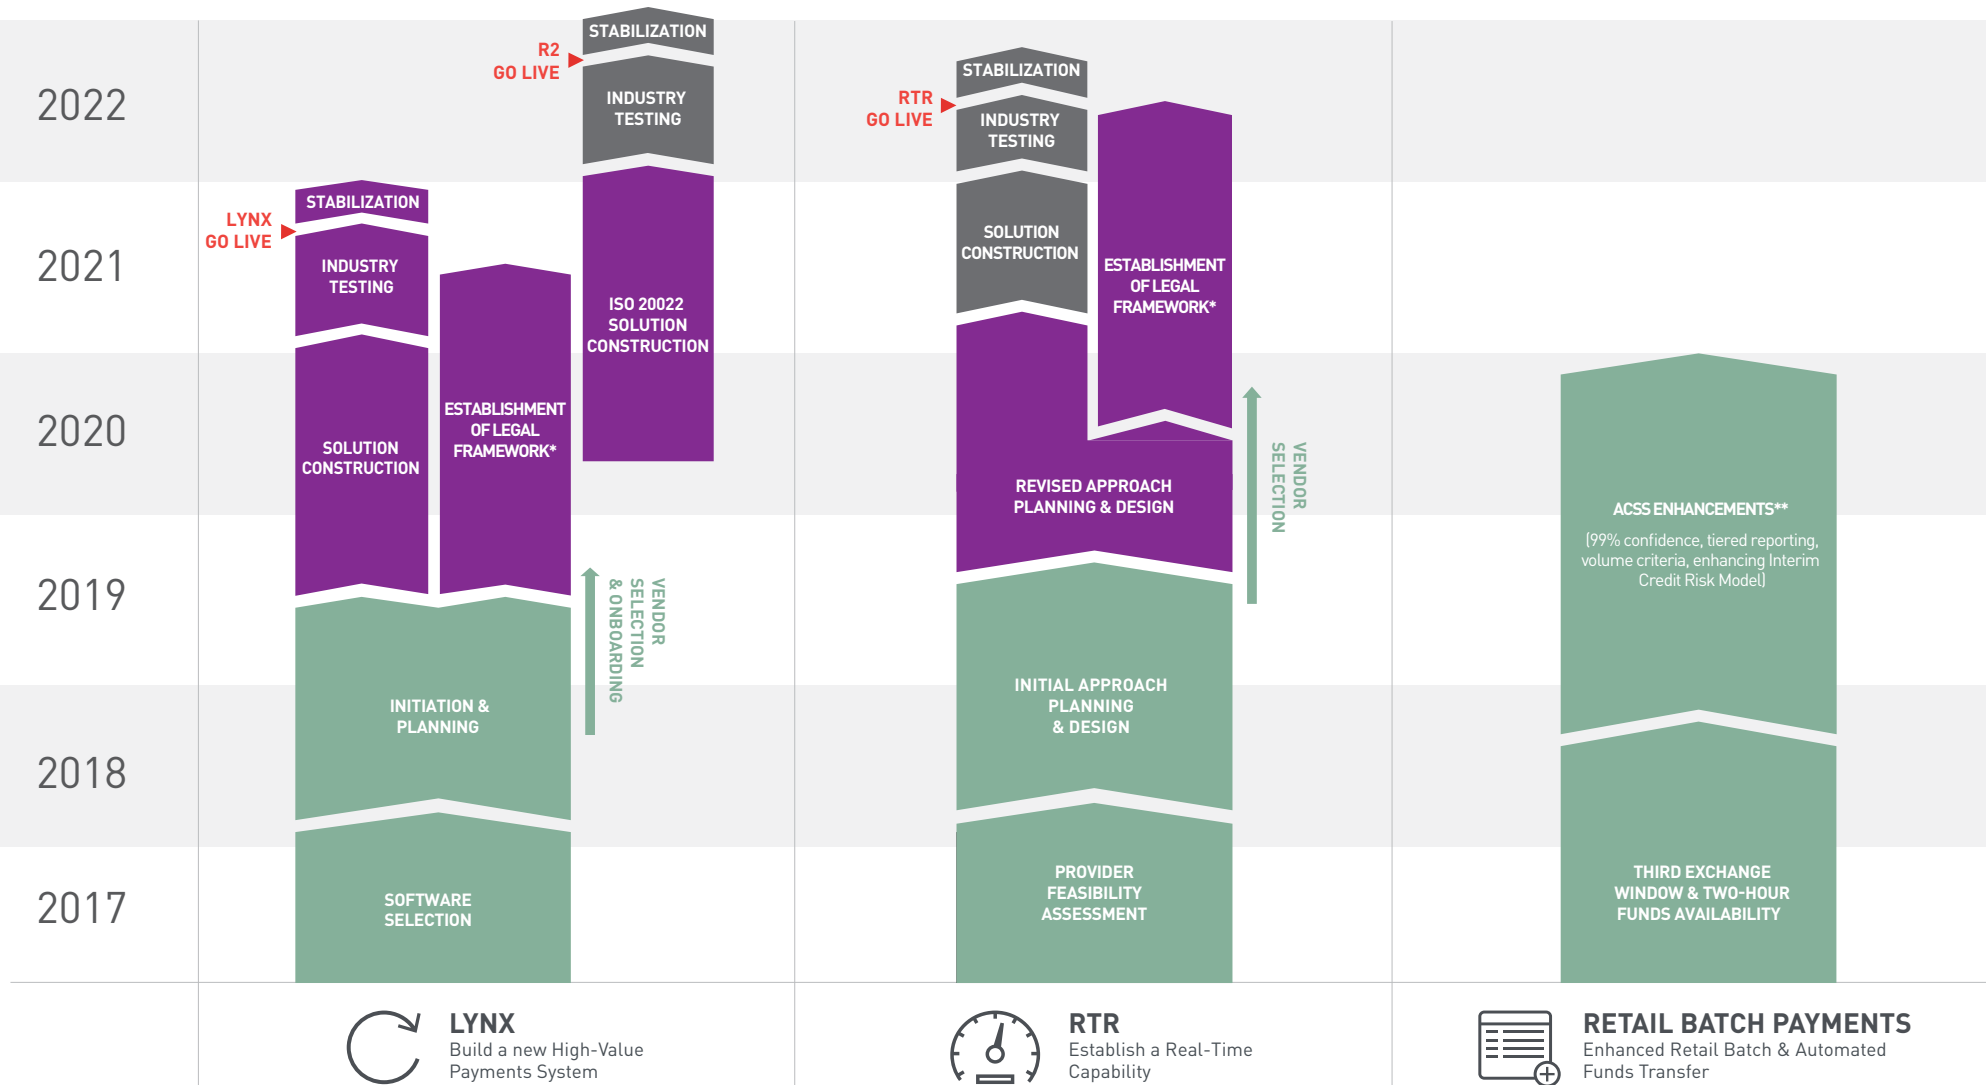 2022
2021
2020
2019
2018
2017
LYNX
GO LIVE
STABILIZATION
INDUSTRY
TESTING
SOLUTION
CONSTRUCTION
ESTABLISHMENT
OF LEGAL
FRAMEWORK*
R2
GO LIVE
STABILIZATION
INDUSTRY
TESTING
ISO 20022
SOLUTION
CONSTRUCTION
VENDOR
SELECTION
& ONBOARDING
INITIATION &
PLANNING
SOFTWARE
SELECTION
LYNX
Build a new High-Value
Payments System
RTR
GO LIVE
STABILIZATION
INDUSTRY
TESTING
SOLUTION
CONSTRUCTION
ESTABLISHMENT
OF LEGAL
FRAMEWORK*
REVISED APPROACH
PLANNING & DESIGN
VENDOR
SELECTION
INITIAL APPROACH
PLANNING
& DESIGN
PROVIDER
FEASIBILITY
ASSESSMENT
RTR
Establish a Real-Time
Capability
ACSS ENHANCEMENTS**
(99% confidence, tiered reporting,
volume criteria, enhancing Interim
Credit Risk Model)
THIRD EXCHANGE
WINDOW & TWO-HOUR
FUNDS AVAILABILITY
RETAIL BATCH PAYMENTS
Enhanced Retail Batch & Automated
Funds Transfer